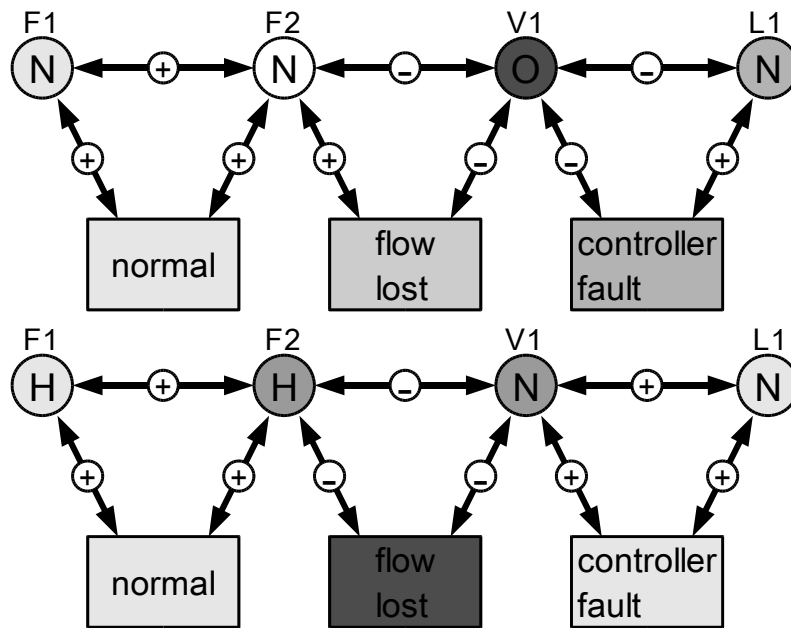 F1 F2 V1 L1
N + N - O - N
+ + + - - +
normal flow lost controller fault
F1 F2 V1 L1
H + H - N + N
+ + - - + +
normal flow lost controller fault